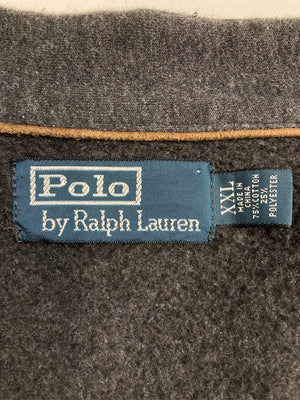 Polo
by Ralph Lauren
XXL
MADE IN
CHINA
75% COTTON
25%
POLYESTER